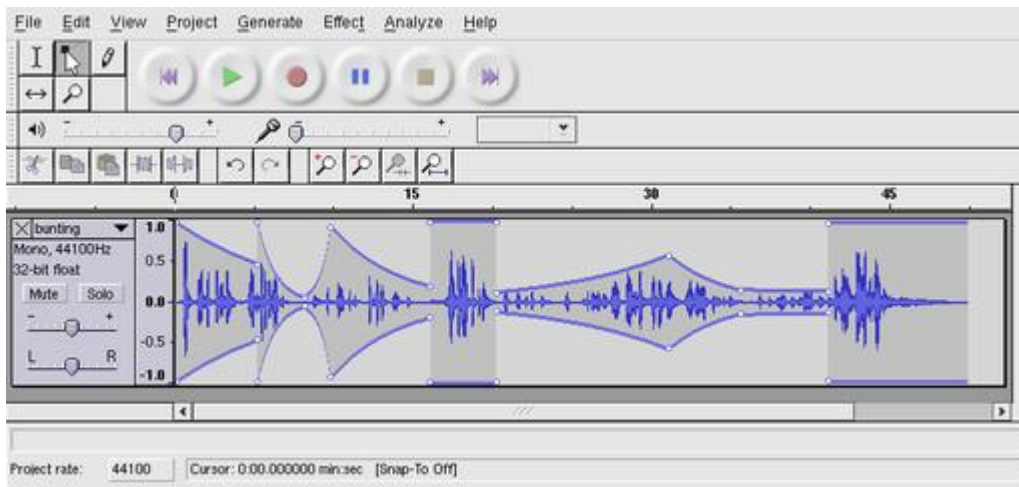 File Edit View Project Generate Effect Analyze Help
- +
- +
0 15 30 45
bunting
Mono, 44100Hz
32-bit float
Mute Solo
- +
L R
1.0
0.5
0.0
-0.5
-1.0
Project rate: 44100 Cursor: 0:00.000000 min:sec [Snap-To Off]